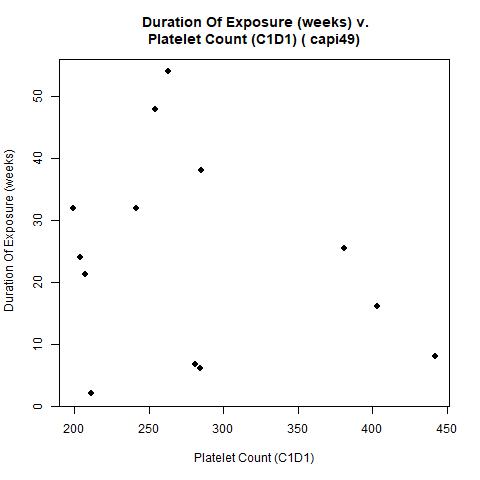 Duration Of Exposure (weeks) v.
Platelet Count (C1D1) ( capi49)
Duration Of Exposure (weeks)
50
40
30
20
10
0
200 250 300 350 400 450
Platelet Count (C1D1)